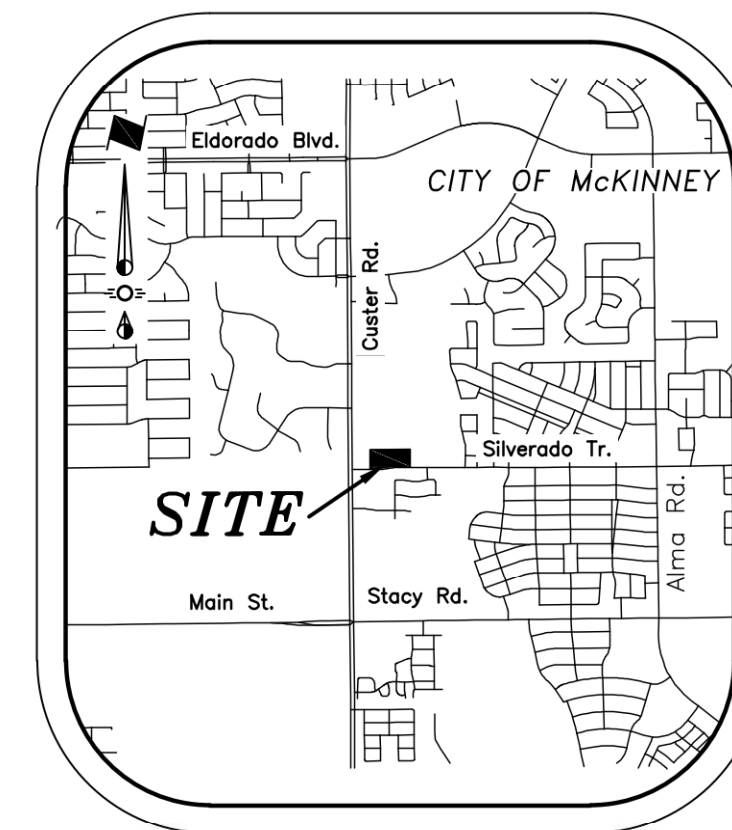 Eldorado Blvd.
CITY OF McKINNEY
Custer Rd.
Silverado Tr.
SITE
Alma Rd.
Main St.
Stacy Rd.